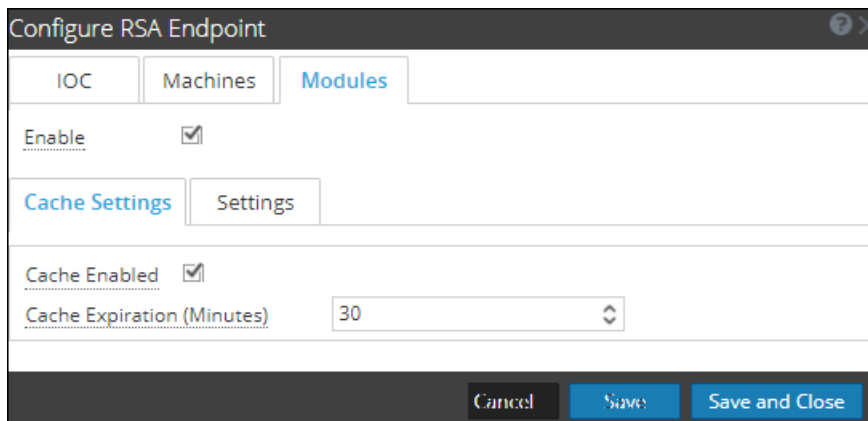 Configure RSA Endpoint
IOC Machines Modules
Enable
Cache Settings Settings
Cache Enabled
Cache Expiration (Minutes) 30
Cancel Save Save and Close